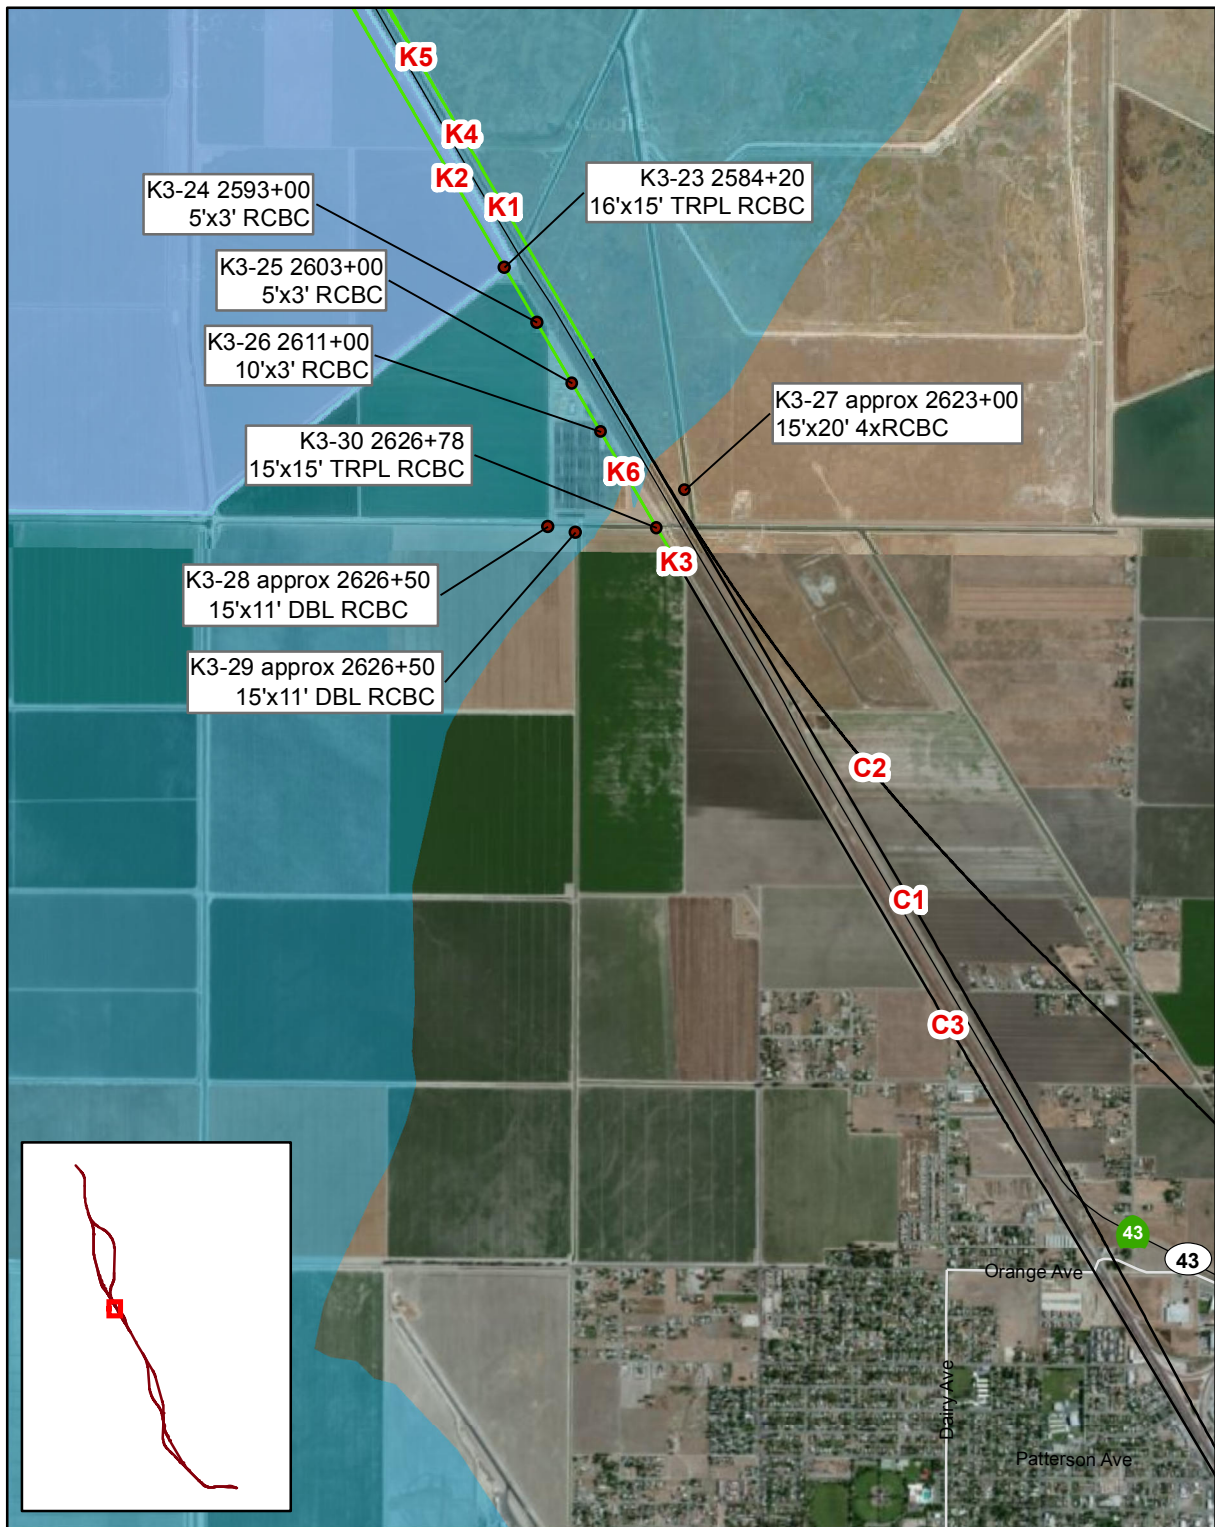 K5
K4
K2
K1
K3-24 2593+00
5'x3' RCBC
K3-23 2584+20
16'x15' TRPL RCBC
K3-25 2603+00
5'x3' RCBC
K3-26 2611+00
10'x3' RCBC
K3-27 approx 2623+00
15'x20' 4xRCBC
K3-30 2626+78
15'x15' TRPL RCBC
K6
K3
K3-28 approx 2626+50
15'x11' DBL RCBC
K3-29 approx 2626+50
15'x11' DBL RCBC
C2
C1
C3
43
43
Orange Ave
Dairy Ave
Patterson Ave